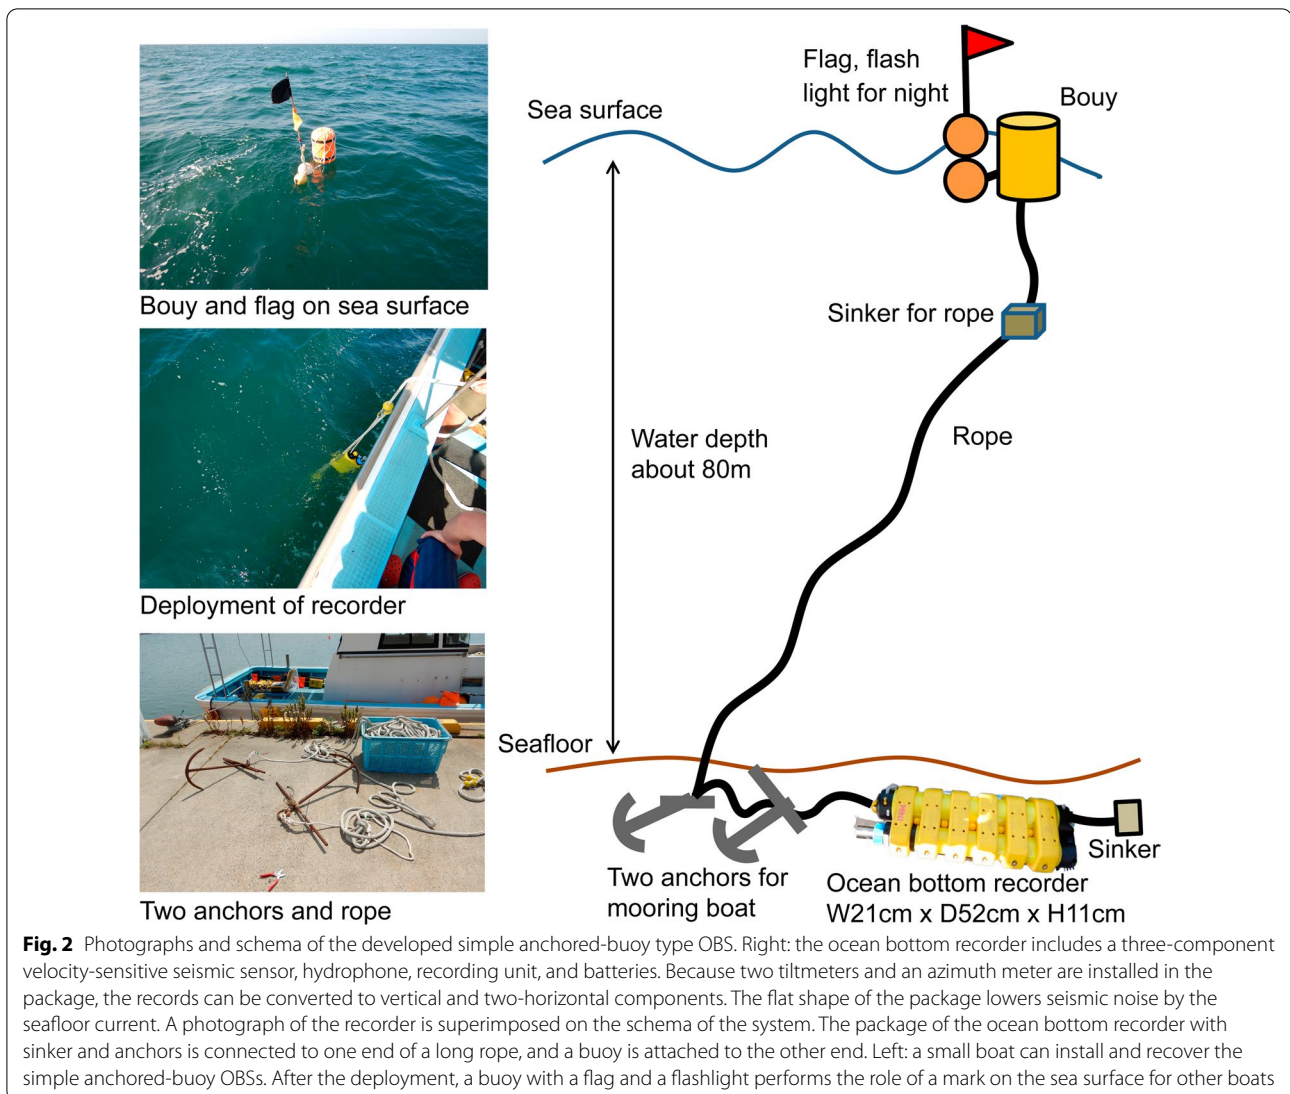 Bouy and flag on sea surface
Deployment of recorder
Two anchors and rope
Flag, flash
light for night
Bouy
Sea surface
Sinker for rope
Rope
Water depth
about 80m
Seafloor
Sinker
Two anchors for
mooring boat
Ocean bottom recorder
W21cm x D52cm x H11cm
Fig. 2 Photographs and schema of the developed simple anchored-buoy type OBS. Right: the ocean bottom recorder includes a three-component
velocity-sensitive seismic sensor, hydrophone, recording unit, and batteries. Because two tiltmeters and an azimuth meter are installed in the
package, the records can be converted to vertical and two-horizontal components. The flat shape of the package lowers seismic noise by the
seafloor current. A photograph of the recorder is superimposed on the schema of the system. The package of the ocean bottom recorder with
sinker and anchors is connected to one end of a long rope, and a buoy is attached to the other end. Left: a small boat can install and recover the
simple anchored-buoy OBSs. After the deployment, a buoy with a flag and a flashlight performs the role of a mark on the sea surface for other boats